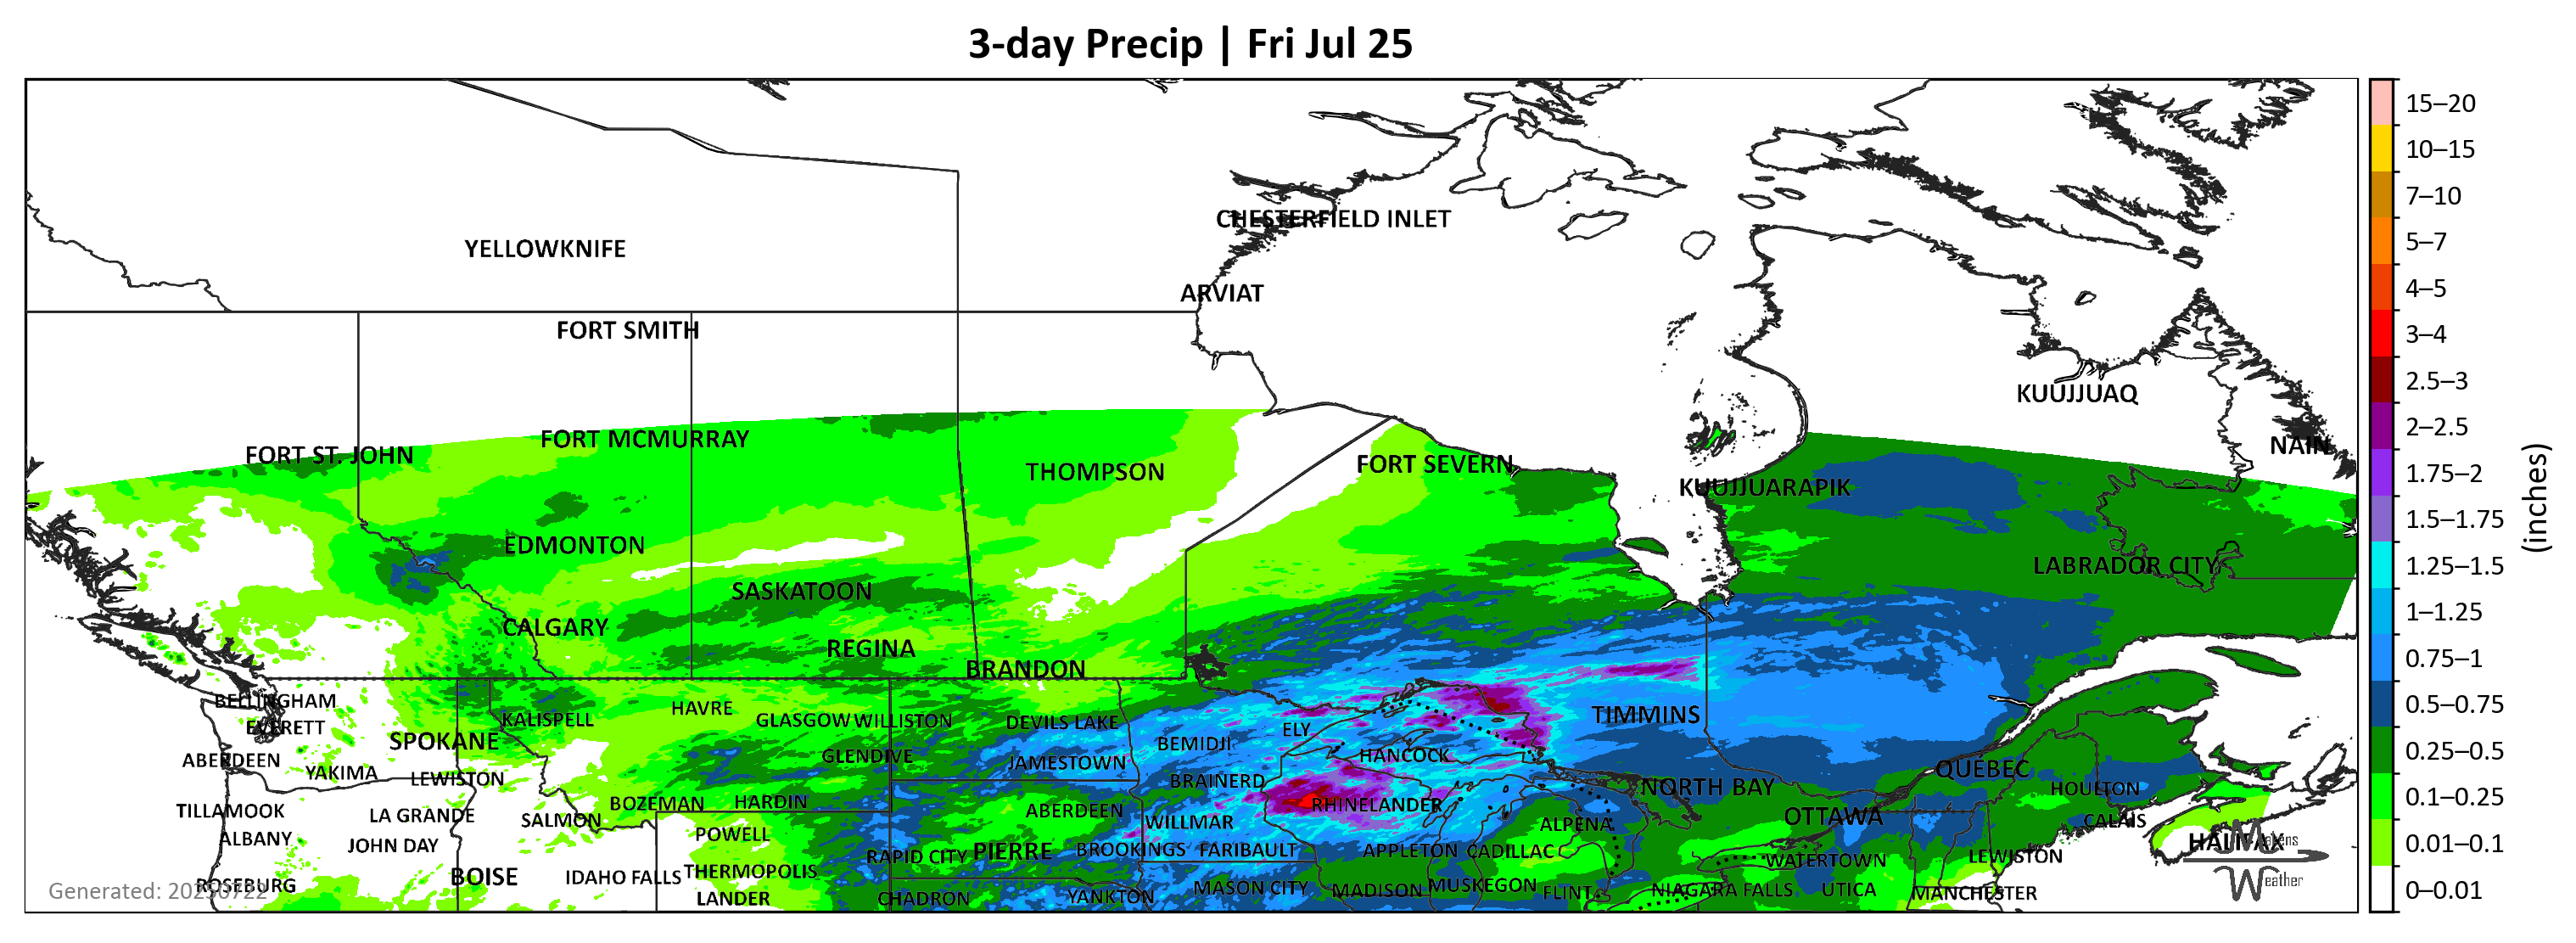 3-day Precip | Fri Jul 25
CHESTERFIELD INLET
YELLOWKNIFE
ARVIAT
FORT SMITH
KUUJJUAQ
FORT MCMURRAY
NAIN
FORT ST. JOHN
THOMPSON
FORT SEVERN
KUUJJUARAPIK
EDMONTON
LABRADOR CITY
SASKATOON
CALGARY
REGINA
BRANDON
BELLINGHAM
HAVRE
KALISPELL
GLASGOW
WILLISTON
DEVILS LAKE
TIMMINS
EVERETT
ELY
SPOKANE
BEMIDJI
GLENDIVE
HANCOCK
ABERDEEN
JAMESTOWN
QUÉBEC
YAKIMA
LEWISTON
BRAINERD
NORTH BAY
HOULTON
BOZEMAN
HARDIN
RHINELANDER
TILLAMOOK
LA GRANDE
SALMON
ABERDEEN
WILLMAR
ALPENA
OTTAWA
CALAIS
POWELL
ALBANY
JOHN DAY
HALIFAX
Matens
RAPID CITY
PIERRE
BROOKINGS
FARIBAULT
APPLETON
CADILLAC
WATERTOWN
LEWISTON
THERMOPOLIS
BOISE
IDAHO FALLS
Weather
ROSEBURG
Generated: 20250722
LANDER
CHADRON
YANKTON
MASON CITY
MADISON
MUSKEGON
FLINT
NIAGARA FALLS
UTICA
MANCHESTER
15–20
10–15
7–10
5–7
4–5
3–4
2.5–3
2–2.5
1.75–2
1.5–1.75
1.25–1.5
1–1.25
0.75–1
0.5–0.75
0.25–0.5
0.1–0.25
0.01–0.1
0–0.01
(inches)